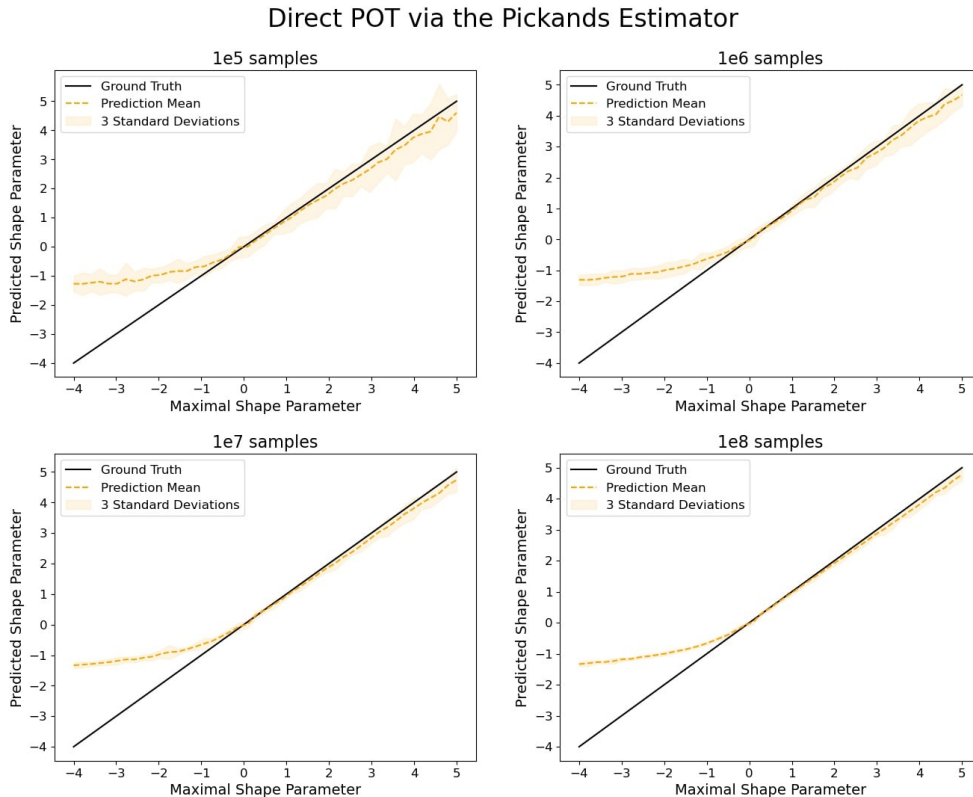 Direct POT via the Pickands Estimator
1e5 samples
Ground Truth
Prediction Mean
3 Standard Deviations
5
4
3
2
1
0
−1
−2
−3
−4
Predicted Shape Parameter
−4 −3 −2 −1 0 1 2 3 4 5
Maximal Shape Parameter
1e6 samples
Ground Truth
Prediction Mean
3 Standard Deviations
5
4
3
2
1
0
−1
−2
−3
−4
Predicted Shape Parameter
−4 −3 −2 −1 0 1 2 3 4 5
Maximal Shape Parameter
1e7 samples
Ground Truth
Prediction Mean
3 Standard Deviations
5
4
3
2
1
0
−1
−2
−3
−4
Predicted Shape Parameter
−4 −3 −2 −1 0 1 2 3 4 5
Maximal Shape Parameter
1e8 samples
Ground Truth
Prediction Mean
3 Standard Deviations
5
4
3
2
1
0
−1
−2
−3
−4
Predicted Shape Parameter
−4 −3 −2 −1 0 1 2 3 4 5
Maximal Shape Parameter